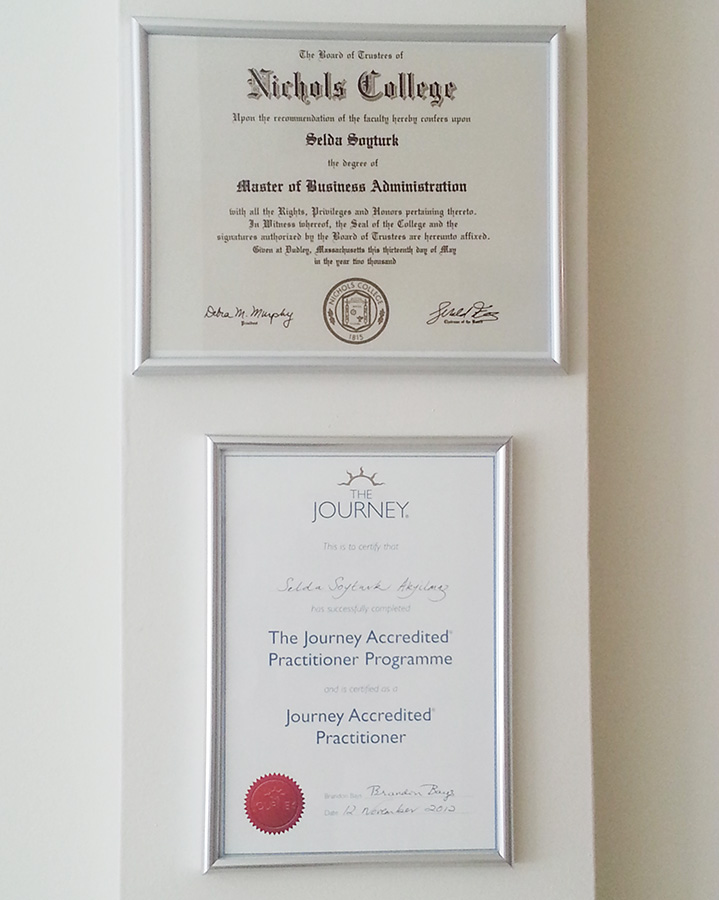 The Board of Trustees of
Nichols College
Upon the recommendation of the faculty hereby confers upon
Selda Soyturk
the degree of
Master of Business Administration
with all the Rights, Privileges and Honors pertaining thereto.
In Witness whereof, the Seal of the College and the
signatures authorized by the Board of Trustees are hereunto affixed.
Given at Dudley, Massachusetts this thirteenth day of May
in the year two thousand
Debra M. Murphy
President
NICHOLS COLLEGE
1815
Chairman of the Board
THE
JOURNEY®
This is to certify that
Selda Soyturk Akyilmaz
has successfully completed
The Journey Accredited®
Practitioner Programme
and is certified as a
Journey Accredited®
Practitioner
JOURNEY
Brandon Bays Brandon Bays
Date: 12 November 2012